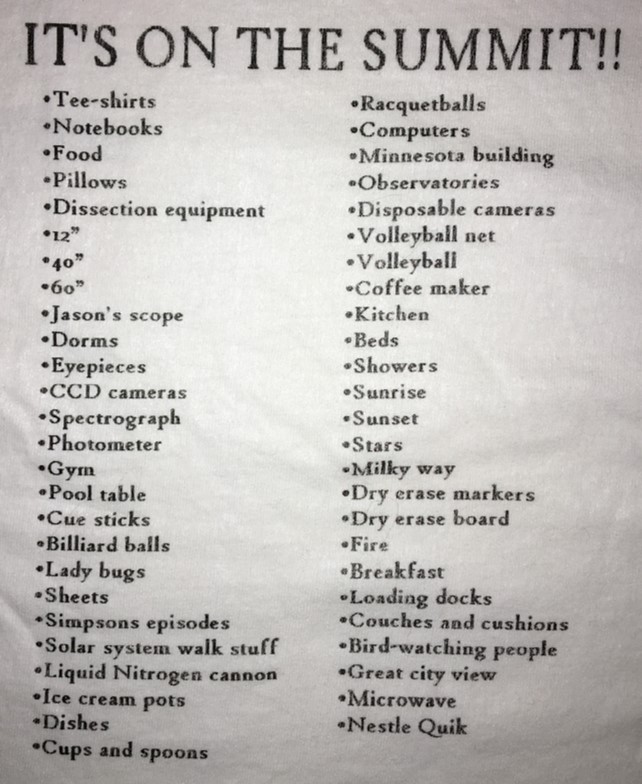 IT'S ON THE SUMMIT!!
•Tee-shirts
•Notebooks
•Food
•Pillows
•Dissection equipment
•12”
•40”
•60”
•Jason's scope
•Dorms
•Eyepieces
•CCD cameras
•Spectrograph
•Photometer
•Gym
•Pool table
•Cue sticks
•Billiard balls
•Lady bugs
•Sheets
•Simpsons episodes
•Solar system walk stuff
•Liquid Nitrogen cannon
•Ice cream pots
•Dishes
•Cups and spoons
•Racquetballs
•Computers
•Minnesota building
•Observatories
•Disposable cameras
•Volleyball net
•Volleyball
•Coffee maker
•Kitchen
•Beds
•Showers
•Sunrise
•Sunset
•Stars
•Milky way
•Dry erase markers
•Dry erase board
•Fire
•Breakfast
•Loading docks
•Couches and cushions
•Bird-watching people
•Great city view
•Microwave
•Nestle Quik